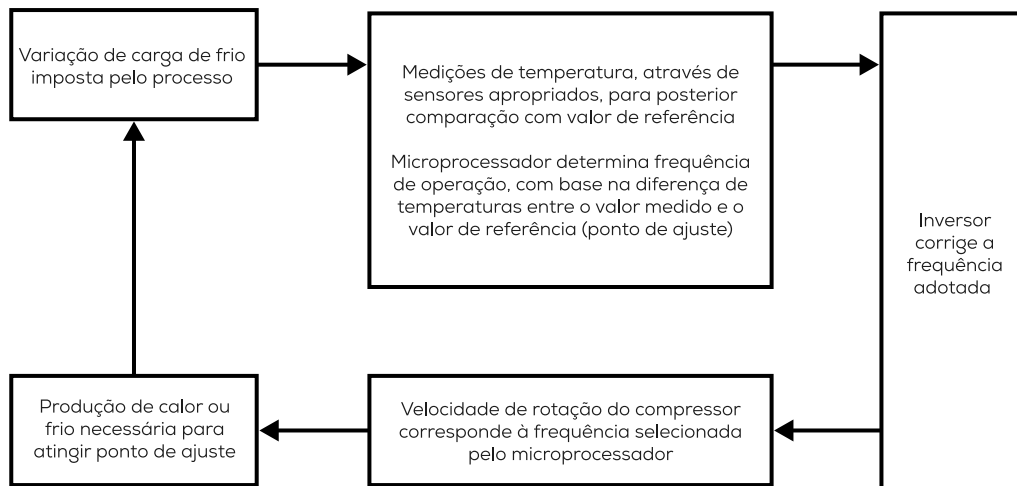 Variação de carga de frio
imposta pelo processo
Medições de temperatura, através de
sensores apropriados, para posterior
comparação com valor de referência
Microprocessador determina frequência
de operação, com base na diferença de
temperaturas entre o valor medido e o
valor de referência (ponto de ajuste)
Inversor
corrige a
frequência
adotada
Velocidade de rotação do compressor
corresponde à frequência selecionada
pelo microprocessador
Produção de calor ou
frio necessária para
atingir ponto de ajuste